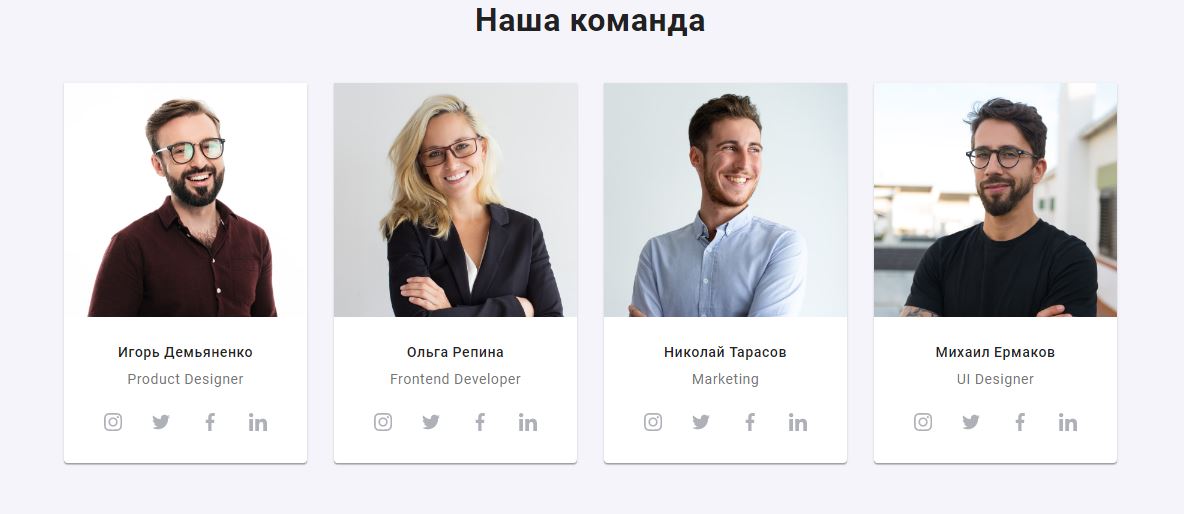 Наша команда
Игорь Демьяненко
Product Designer
Ольга Репина
Frontend Developer
Николай Тарасов
Marketing
Михаил Ермаков
UI Designer